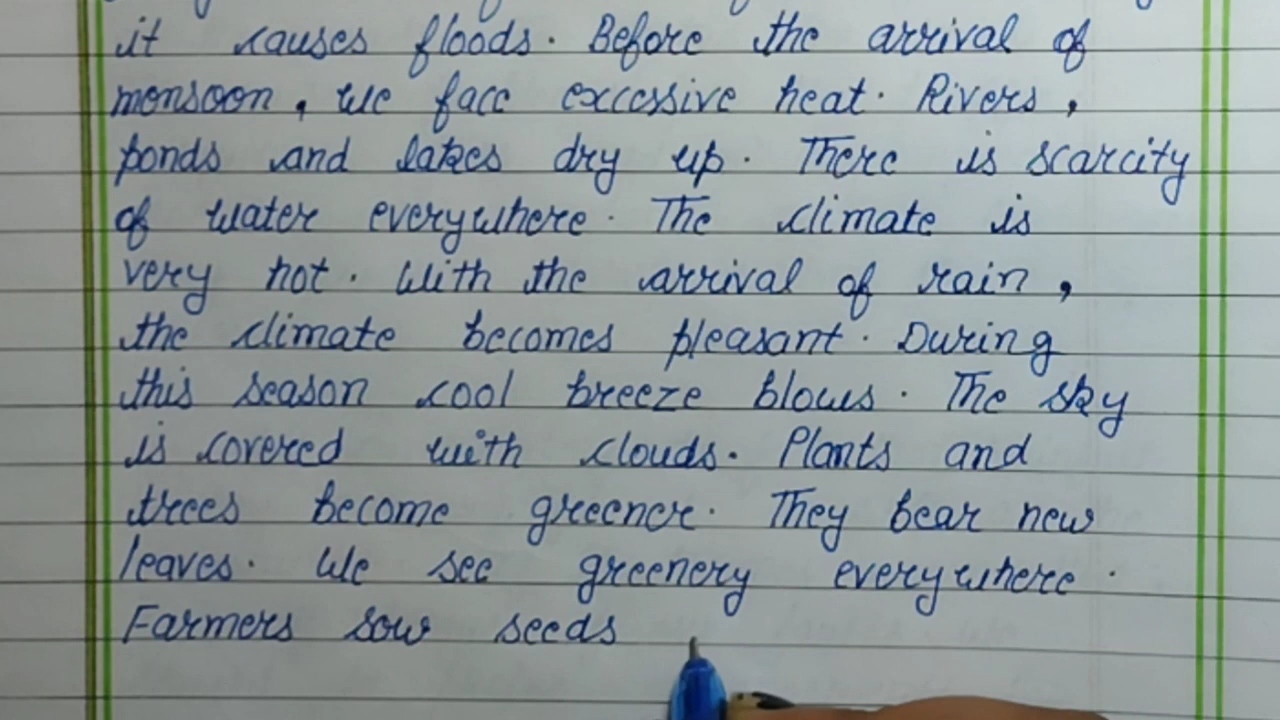 it causes floods. Before the arrival of
monsoon, we face excessive heat. Rivers,
ponds and lakes dry up. There is scarcity
of water everywhere. The climate is
very hot. With the arrival of rain,
the climate becomes pleasant. During
this season cool breeze blows. The sky
is covered with clouds. Plants and
trees become greener. They bear new
leaves. We see greenery everywhere.
Farmers sow seeds